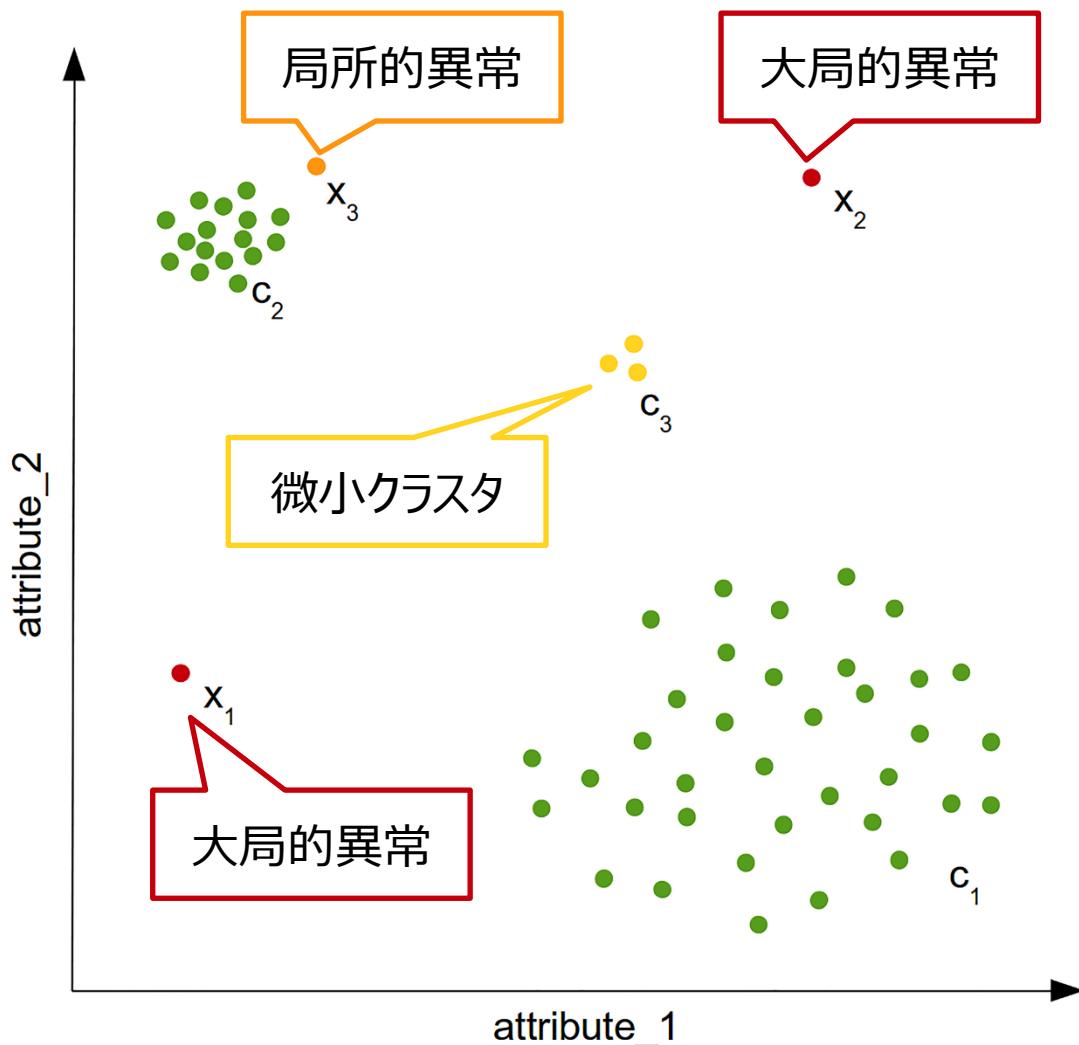 局所的異常
大局的異常
x3
x2
c2
c3
微小クラスタ
attribute_2
x1
大局的異常
c1
attribute_1